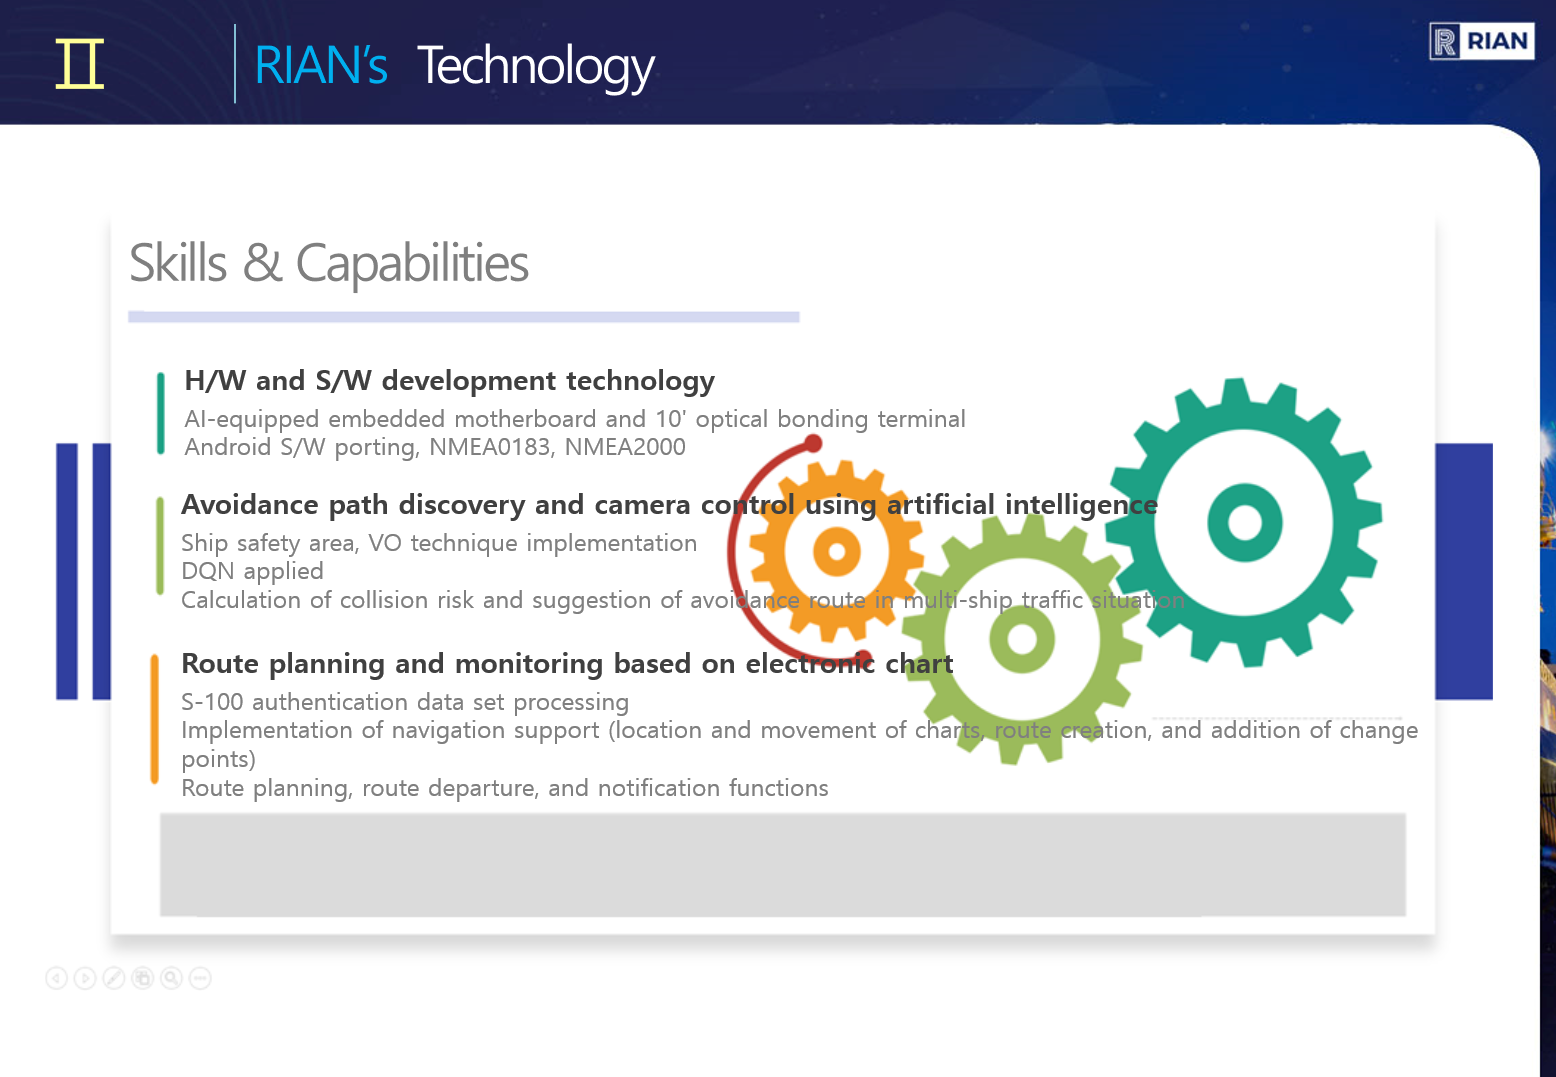 Ⅱ
RIAN's Technology
RIAN
Skills & Capabilities
H/W and S/W development technology
AI-equipped embedded motherboard and 10' optical bonding terminal
Android S/W porting, NMEA0183, NMEA2000
Avoidance path discovery and camera control using artificial intelligence
Ship safety area, VO technique implementation
DQN applied
Calculation of collision risk and suggestion of avoidance route in multi-ship traffic situation
Route planning and monitoring based on electronic chart
S-100 authentication data set processing
Implementation of navigation support (location and movement of charts, route creation, and addition of change
points)
Route planning, route departure, and notification functions